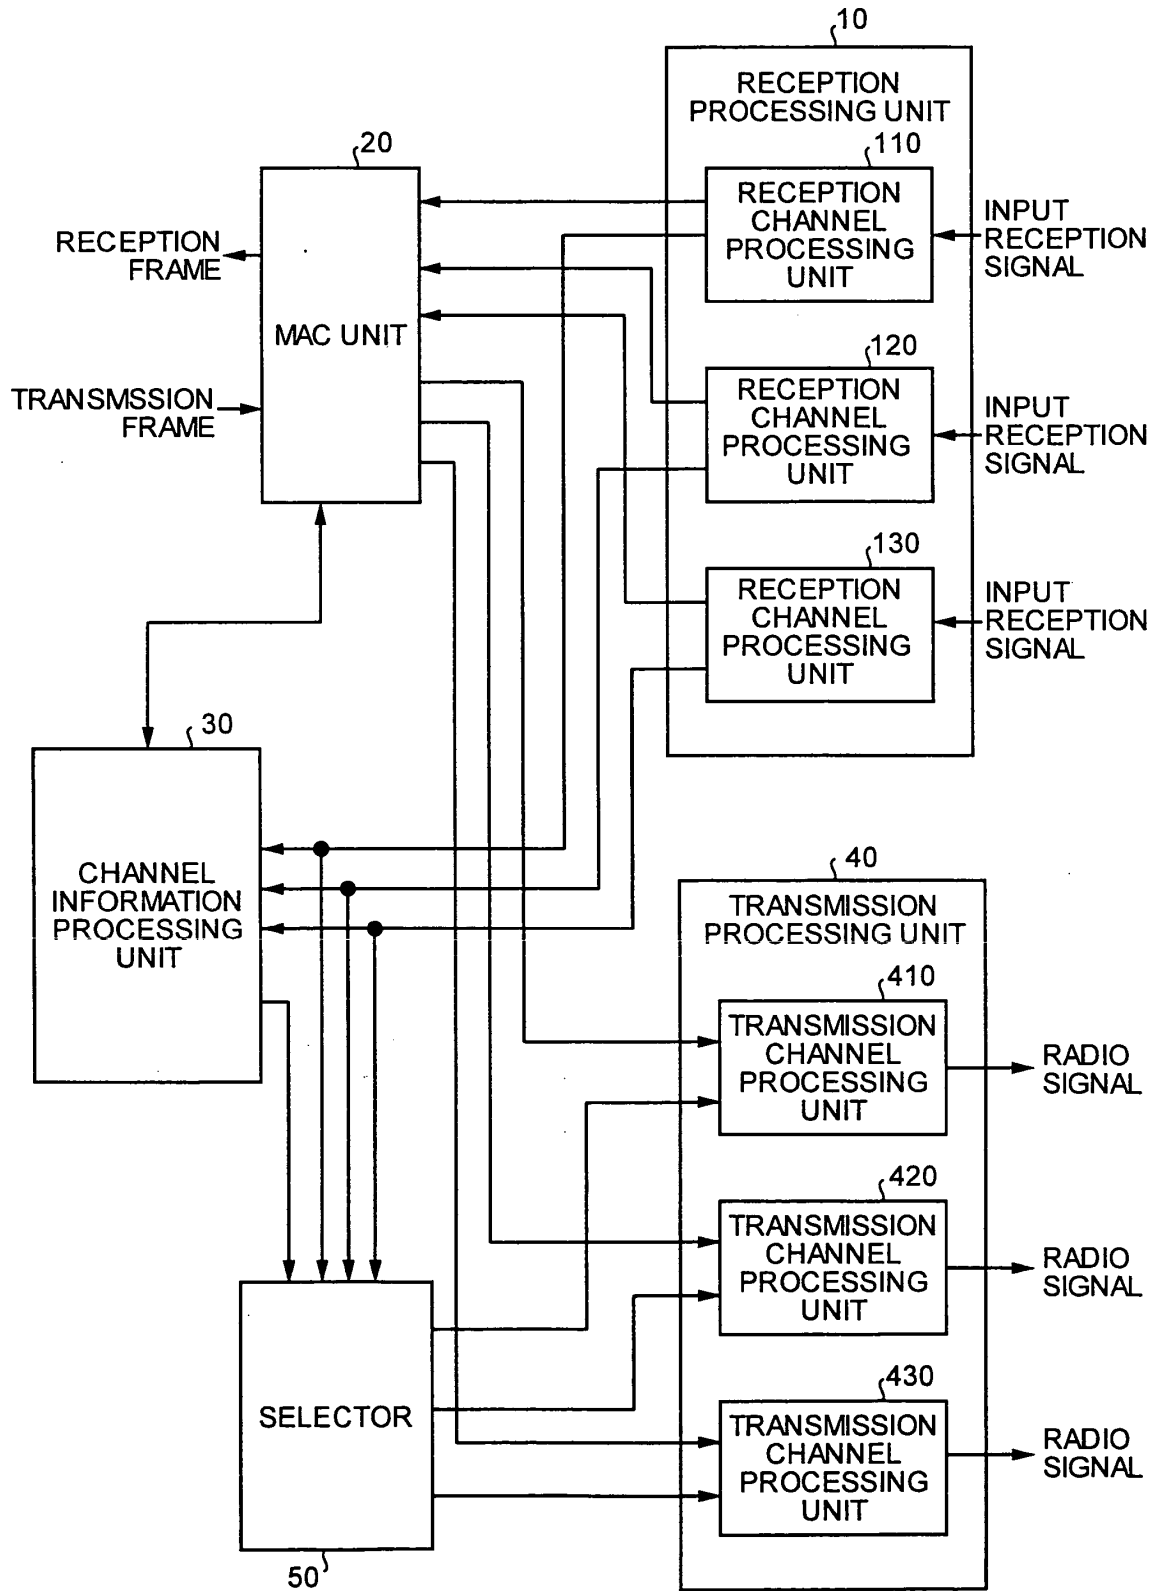 10
RECEPTION
PROCESSING UNIT
20
110
RECEPTION
CHANNEL
PROCESSING
UNIT
INPUT
RECEPTION
SIGNAL
RECEPTION
FRAME
MAC UNIT
TRANSMSSION
FRAME
120
RECEPTION
CHANNEL
PROCESSING
UNIT
INPUT
RECEPTION
SIGNAL
130
RECEPTION
CHANNEL
PROCESSING
UNIT
INPUT
RECEPTION
SIGNAL
30
CHANNEL
INFORMATION
PROCESSING
UNIT
40
TRANSMISSION
PROCESSING UNIT
410
TRANSMISSION
CHANNEL
PROCESSING
UNIT
RADIO
SIGNAL
420
TRANSMISSION
CHANNEL
PROCESSING
UNIT
RADIO
SIGNAL
430
TRANSMISSION
CHANNEL
PROCESSING
UNIT
RADIO
SIGNAL
SELECTOR
50